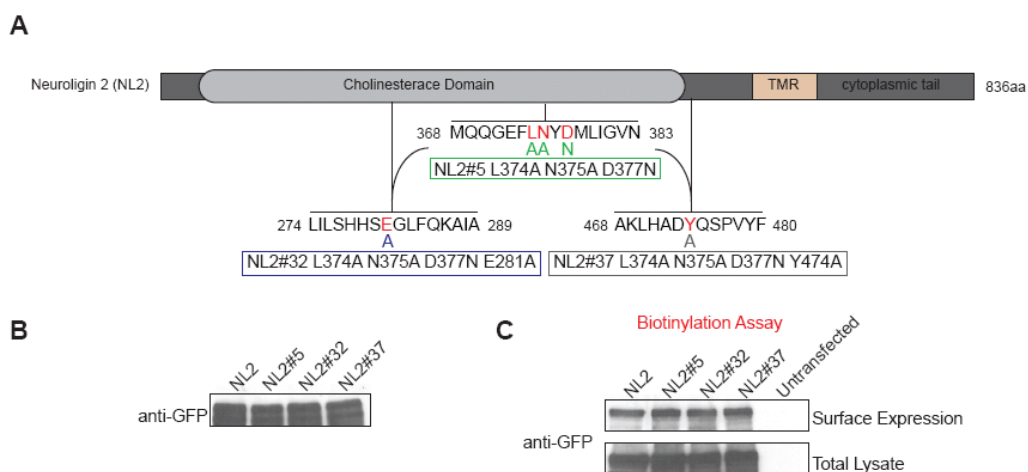 A
Neuroligin 2 (NL2)
Cholinesterace Domain
TMR
cytoplasmic tail
836aa
368 MQQGEFLNYDMLIGVN 383
AA N
NL2#5 L374A N375A D377N
274 LILSHHSEGLFQKAIA 289
A
NL2#32 L374A N375A D377N E281A
468 AKLHADYQSPVYF 480
A
NL2#37 L374A N375A D377N Y474A
B
NL2 NL2#5 NL2#32 NL2#37
anti-GFP
C
Biotinylation Assay
NL2 NL2#5 NL2#32 NL2#37 Untransfected
Surface Expression
anti-GFP
Total Lysate